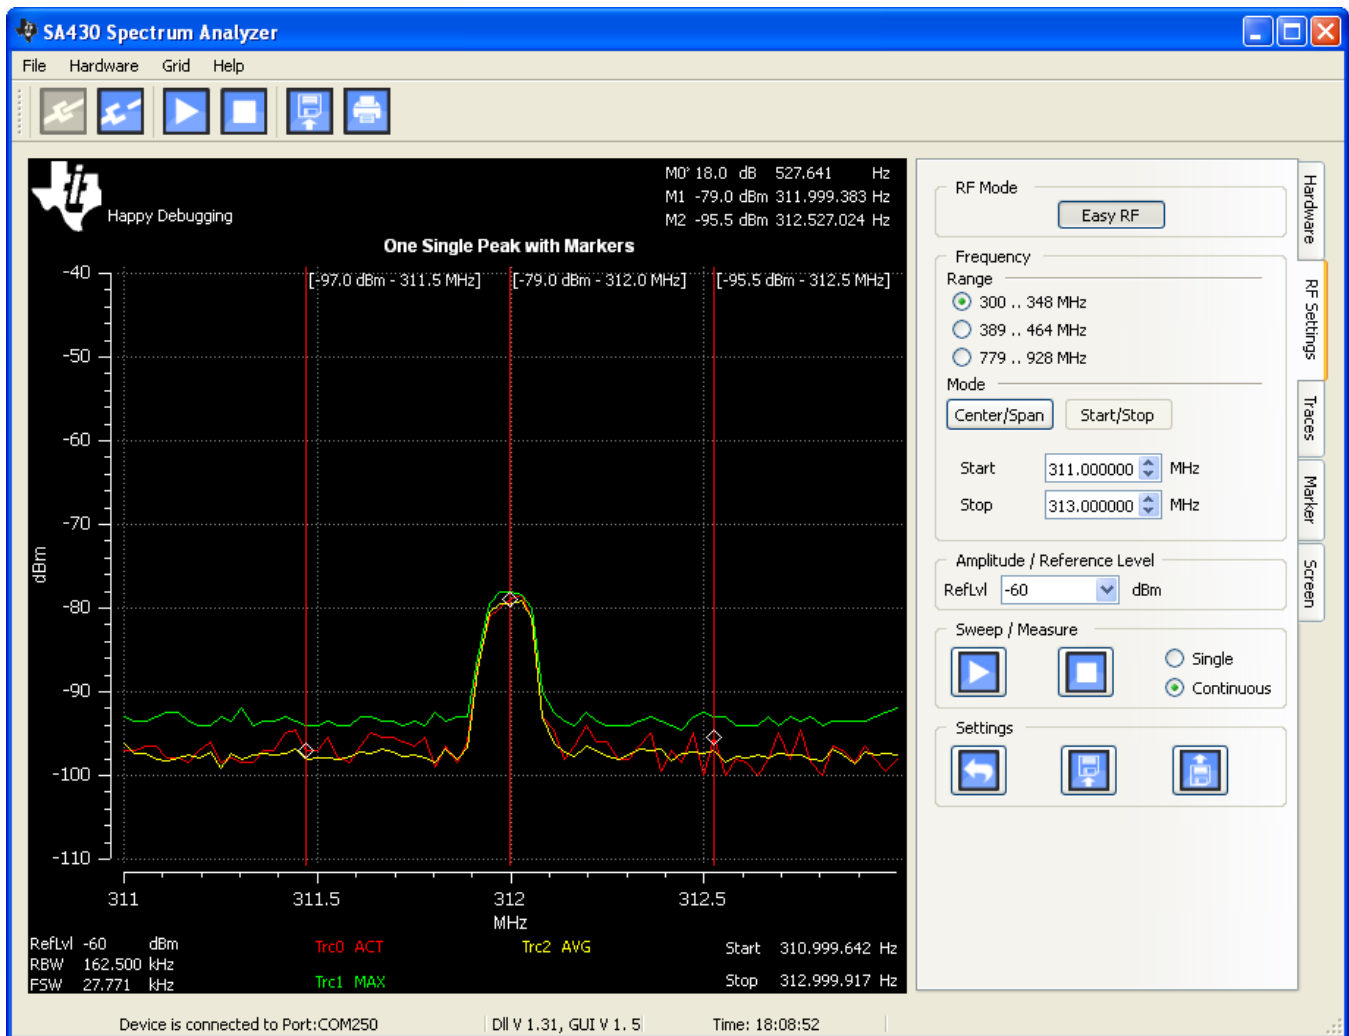 SA430 Spectrum Analyzer
File Hardware Grid Help
Happy Debugging
M0° 18.0 dB 527.641 Hz
M1 -79.0 dBm 311.999.383 Hz
M2 -95.5 dBm 312.527.024 Hz
One Single Peak with Markers
[-97.0 dBm - 311.5 MHz] [-79.0 dBm - 312.0 MHz] [-95.5 dBm - 312.5 MHz]
-40
-50
-60
-70
dBm
-80
-90
-100
-110
311 311.5 312 312.5
MHz
RefLvl -60 dBm
RBW 162.500 kHz
FSW 27.771 kHz
Trc0 ACT
Trc1 MAX
Trc2 AVG
Start 310.999.642 Hz
Stop 312.999.917 Hz
RF Mode
Easy RF
Frequency
Range
300 .. 348 MHz
389 .. 464 MHz
779 .. 928 MHz
Mode
Center/Span Start/Stop
Start 311.000000 MHz
Stop 313.000000 MHz
Amplitude / Reference Level
RefLvl -60 dBm
Sweep / Measure
Single
Continuous
Settings
Hardware
RF Settings
Traces
Marker
Screen
Device is connected to Port:COM250 Dll V 1.31, GUI V 1. 5 Time: 18:08:52